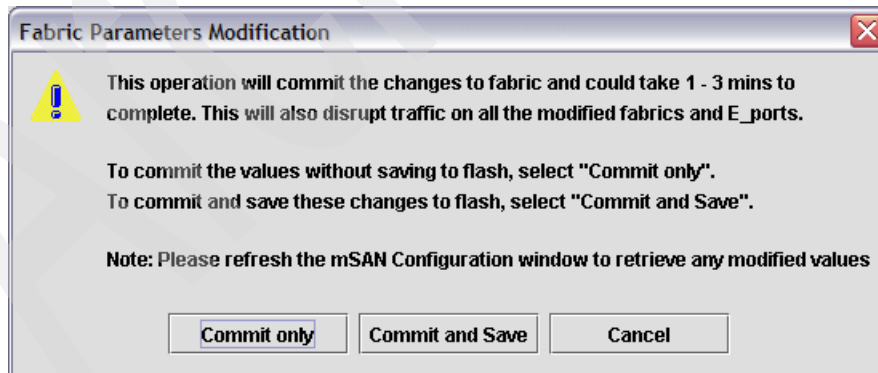 Fabric Parameters Modification
This operation will commit the changes to fabric and could take 1 - 3 mins to
complete. This will also disrupt traffic on all the modified fabrics and E_ports.
To commit the values without saving to flash, select "Commit only".
To commit and save these changes to flash, select "Commit and Save".
Note: Please refresh the mSAN Configuration window to retrieve any modified values
Commit only Commit and Save Cancel